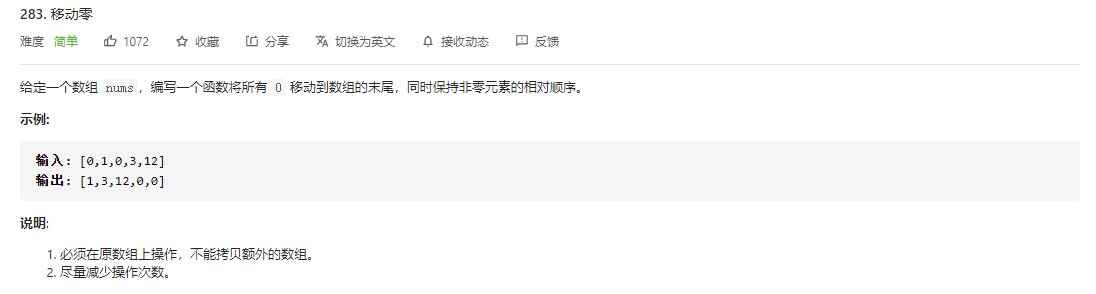 283. 移动零
难度 简单 1072 收藏 分享 切换为英文 接收动态 反馈
给定一个数组 nums，编写一个函数将所有 0 移动到数组的末尾，同时保持非零元素的相对顺序。
示例:
输入: [0,1,0,3,12]
输出: [1,3,12,0,0]
说明:
1. 必须在原数组上操作，不能拷贝额外的数组。
2. 尽量减少操作次数。